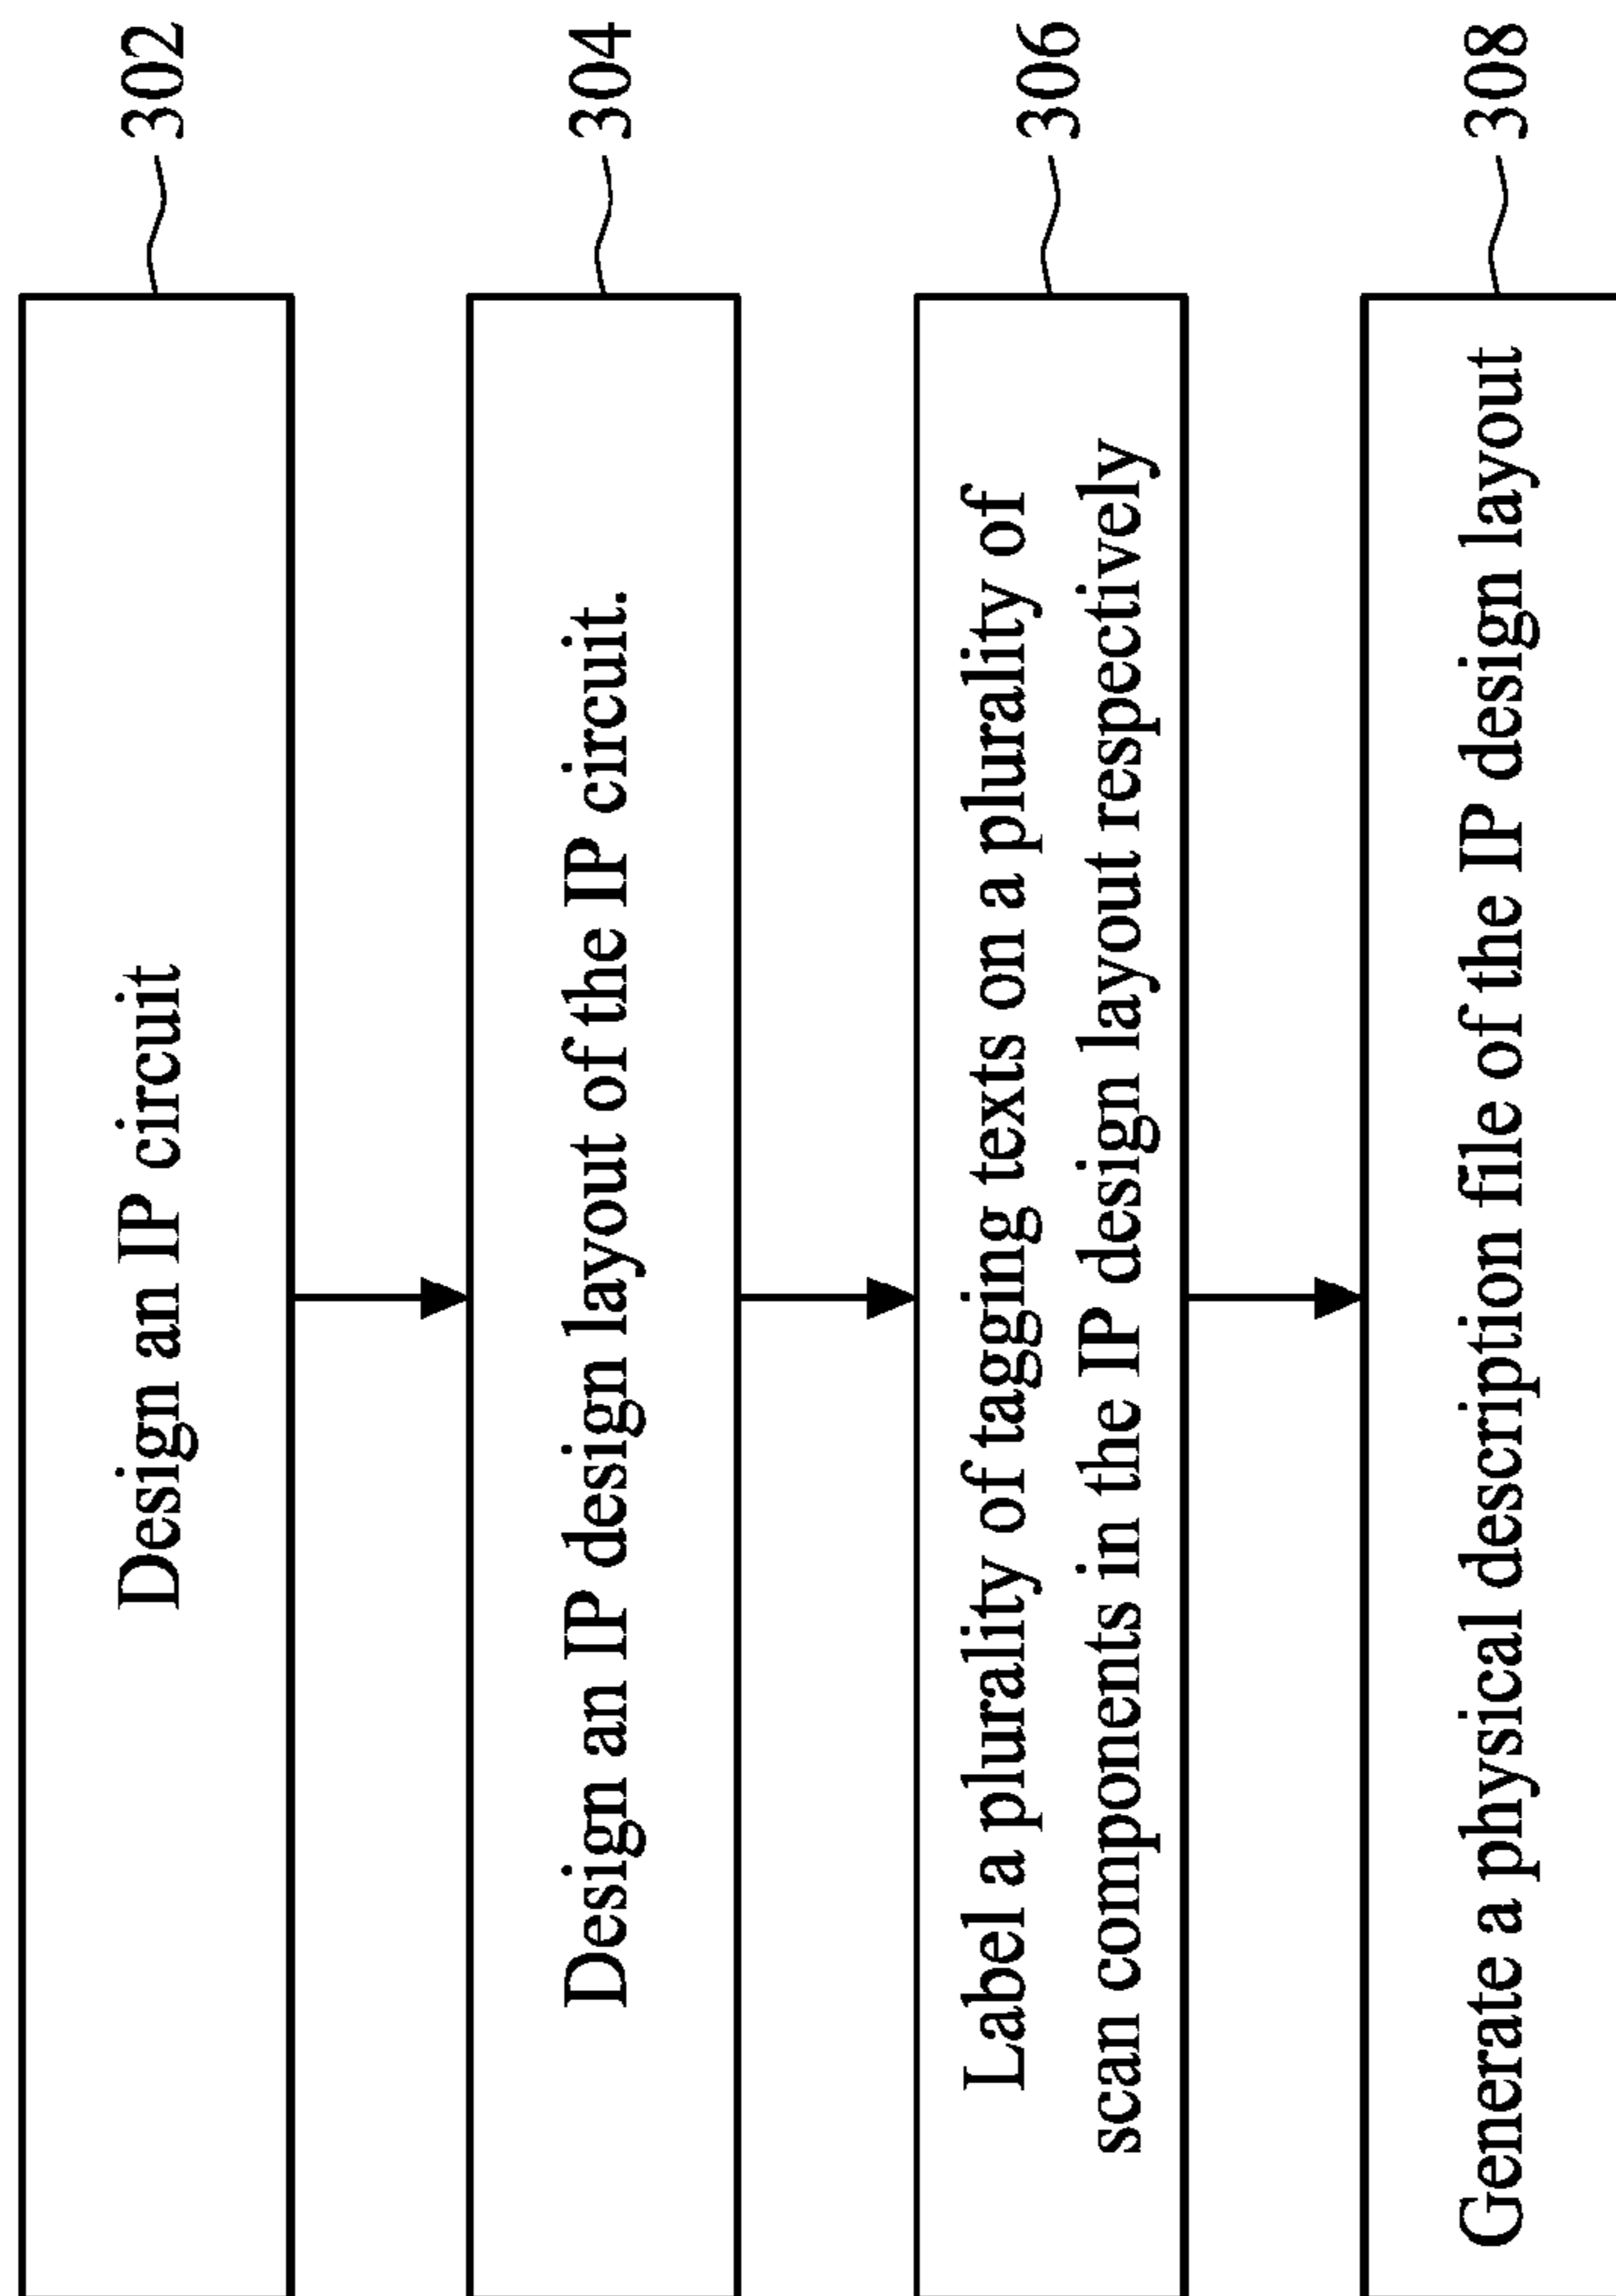 Design an IP circuit
302
Design an IP design layout of the IP circuit.
304
Label a plurality of tagging texts on a plurality of
scan components in the IP design layout respectively
306
Generate a physical description file of the IP design layout
308